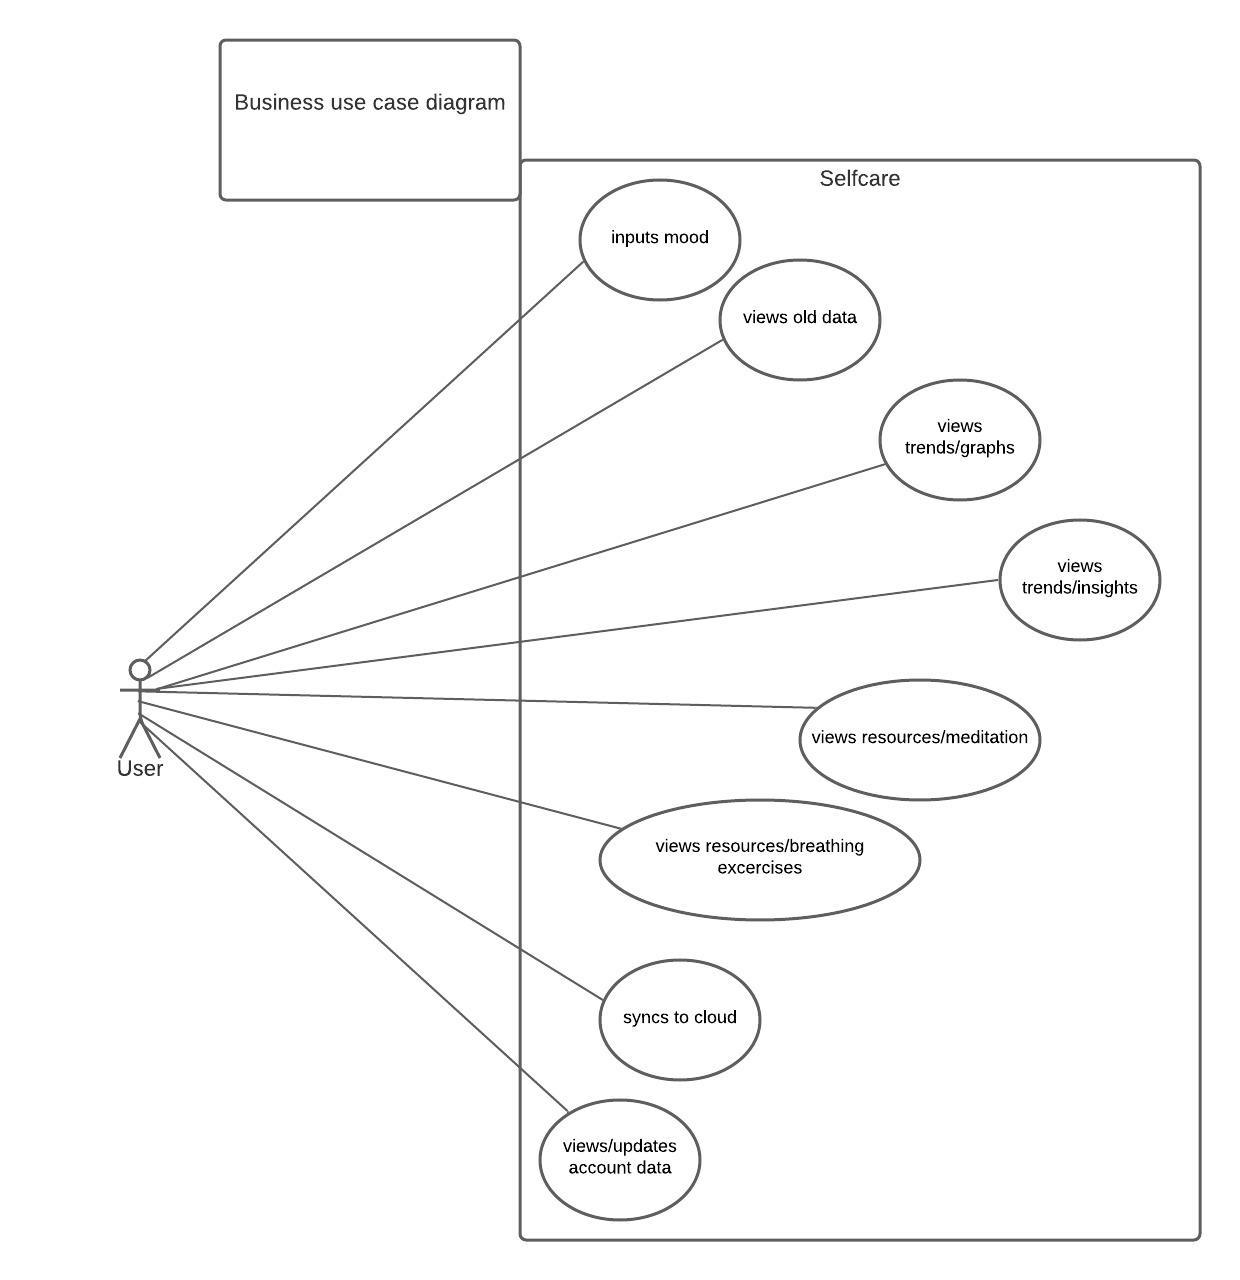 Business use case diagram
Selfcare
inputs mood
views old data
views
trends/graphs
views
trends/insights
views resources/meditation
User
views resources/breathing
excercises
syncs to cloud
views/updates
account data